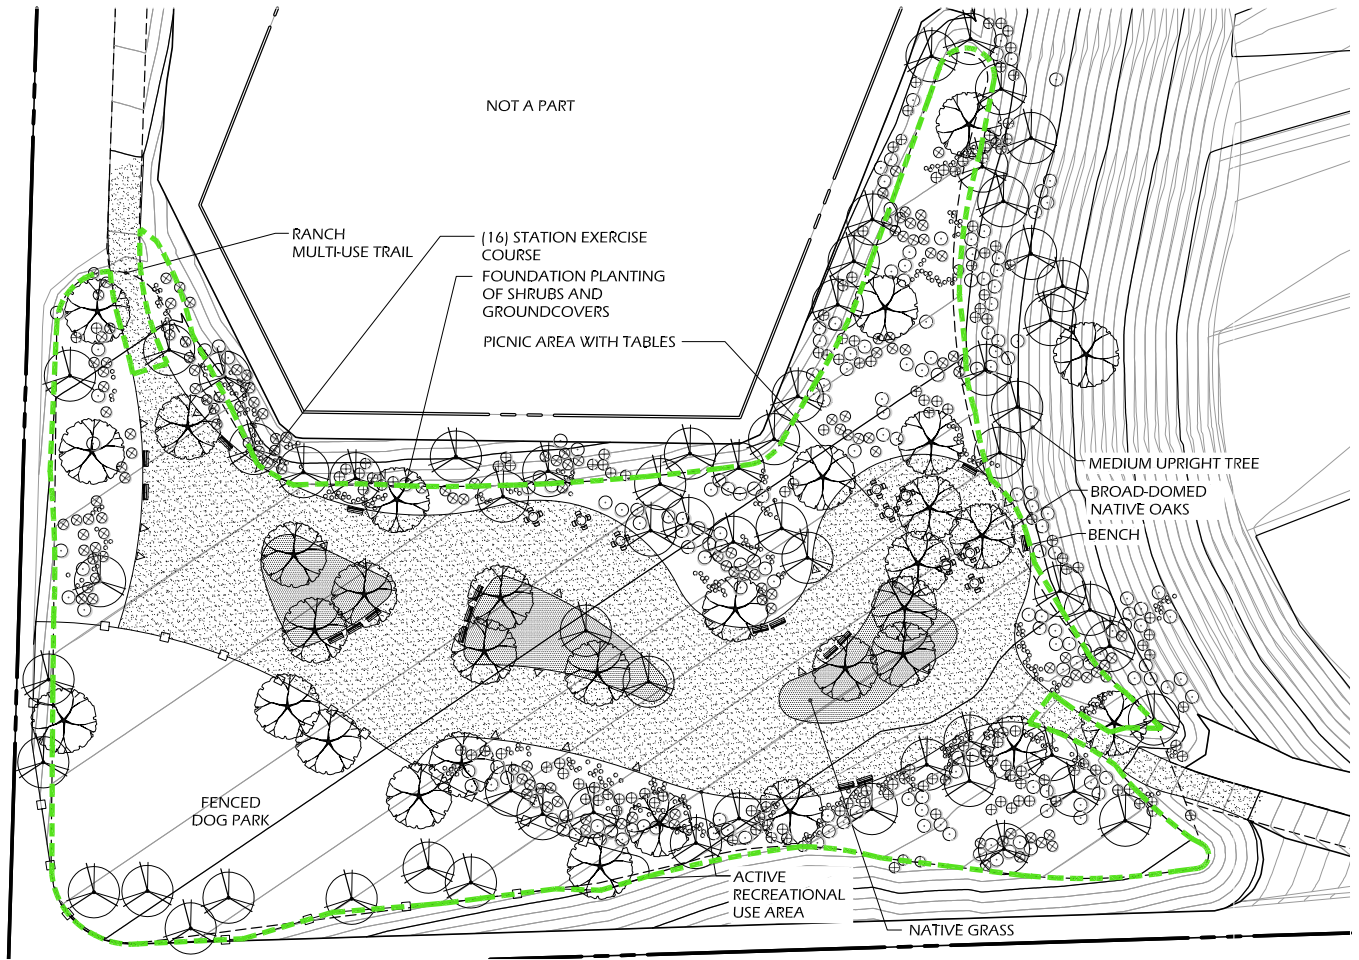 NOT A PART
RANCH
MULTI-USE TRAIL
(16) STATION EXERCISE
COURSE
FOUNDATION PLANTING
OF SHRUBS AND
GROUNDCOVERS
PICNIC AREA WITH TABLES
MEDIUM UPRIGHT TREE
BROAD-DOMED
NATIVE OAKS
BENCH
FENCED
DOG PARK
ACTIVE
RECREATIONAL
USE AREA
NATIVE GRASS